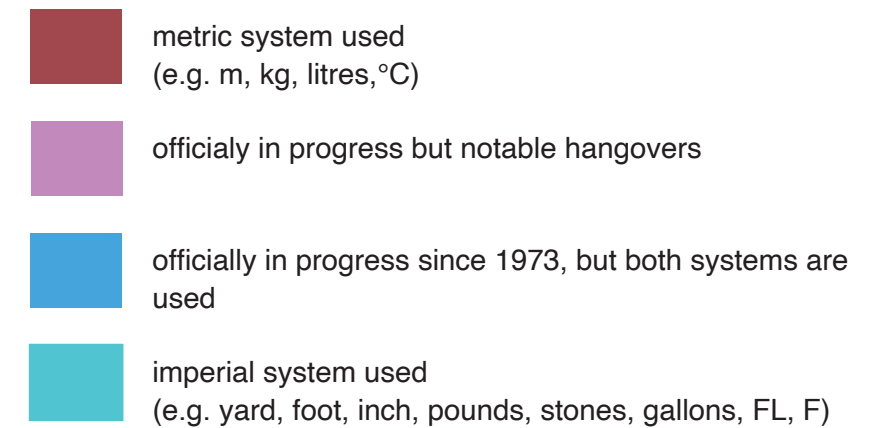 metric system used
(e.g. m, kg, litres,°C)
officialy in progress but notable hangovers
officially in progress since 1973, but both systems are
used
imperial system used
(e.g. yard, foot, inch, pounds, stones, gallons, FL, F)